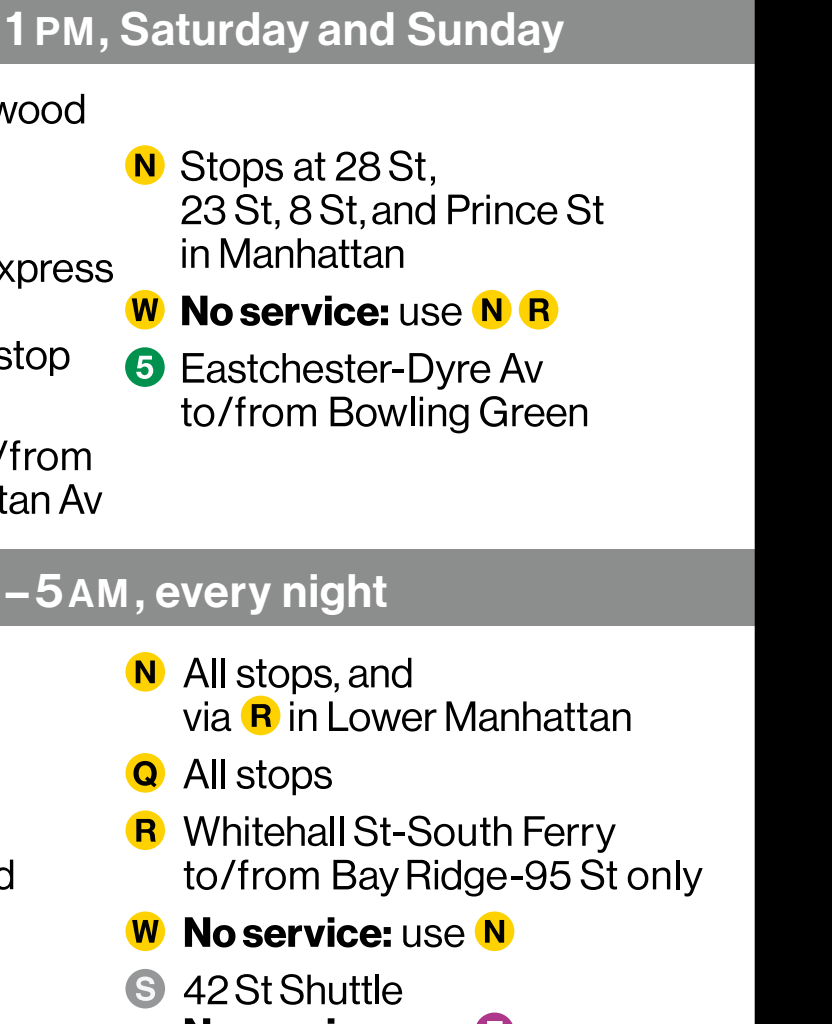 1 PM, Saturday and Sunday
wood
xpress
stop
/from
tan Av
N Stops at 28 St,
23 St, 8 St, and Prince St
in Manhattan
W No service: use N R
5 Eastchester-Dyre Av
to/from Bowling Green
–5 AM, every night
d
N All stops, and
via R in Lower Manhattan
Q All stops
R Whitehall St-South Ferry
to/from Bay Ridge-95 St only
W No service: use N
S 42 St Shuttle